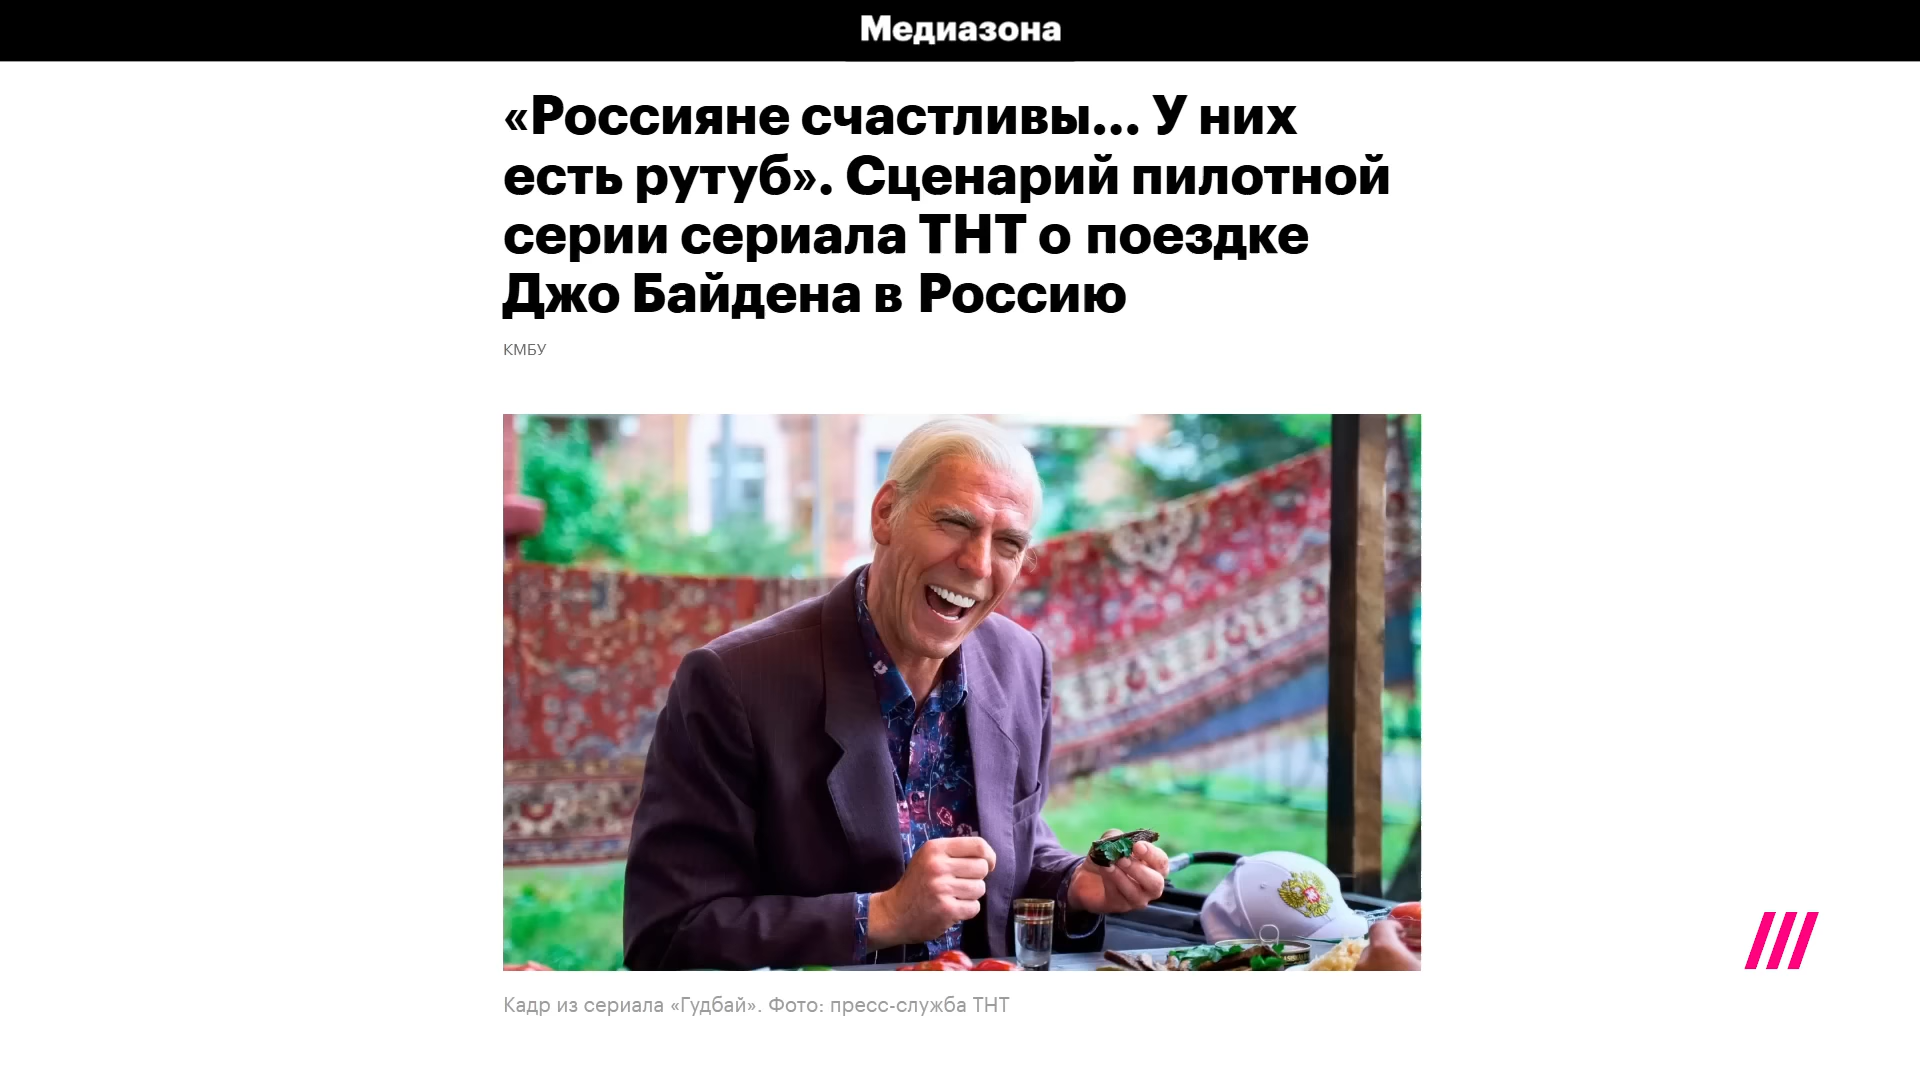 Медиазона
«Россияне счастливы... У них
есть рутуб». Сценарий пилотной
серии сериала ТНТ о поездке
Джо Байдена в Россию
КМБУ
Кадр из сериала «Гудбай». Фото: пресс-служба ТНТ